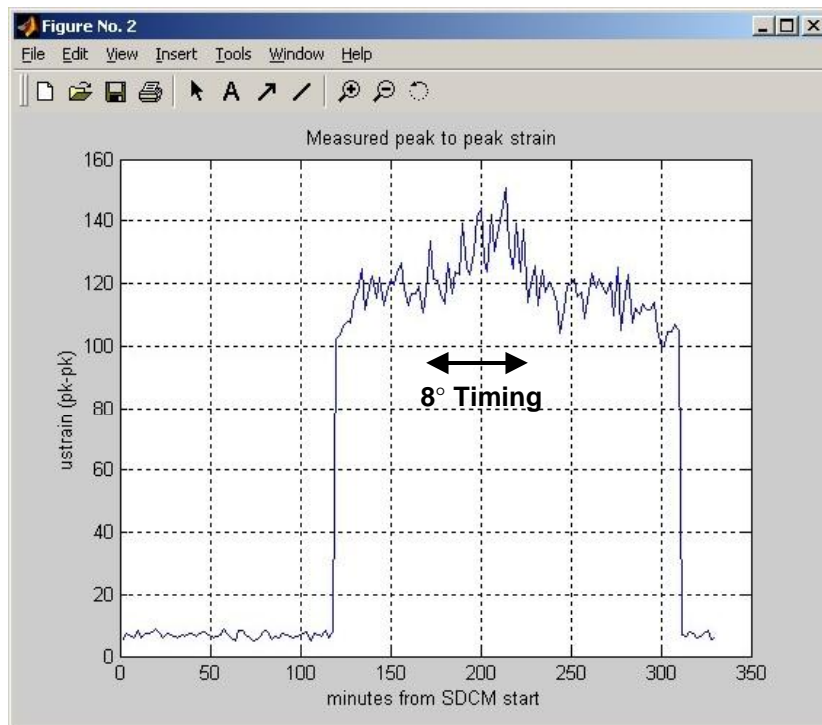 Figure No. 2
File Edit View Insert Tools Window Help
A
Measured peak to peak strain
160
140
120
100
80
60
40
20
0
ustrain (pk-pk)
8° Timing
0 50 100 150 200 250 300 350
minutes from SDCM start